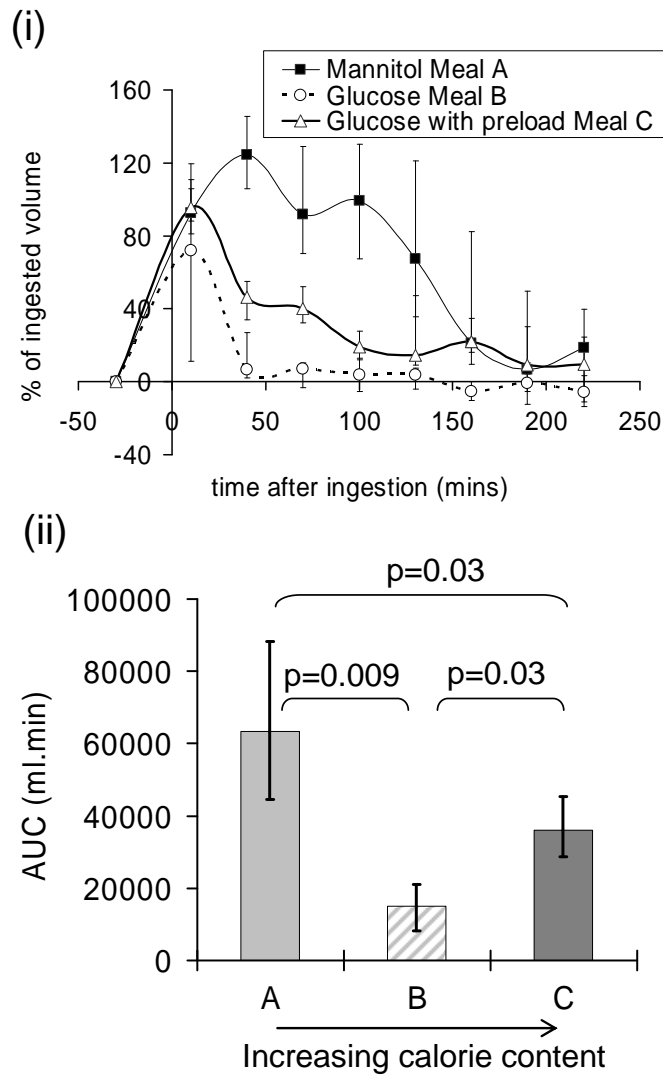 (i)
Mannitol Meal A
Glucose Meal B
Glucose with preload Meal C
160
120
80
40
0
-40
% of ingested volume
-50
0
50
100
150
200
250
time after ingestion (mins)
(ii)
p=0.03
p=0.009
p=0.03
100000
80000
60000
40000
20000
0
AUC (ml.min)
A
B
C
Increasing calorie content